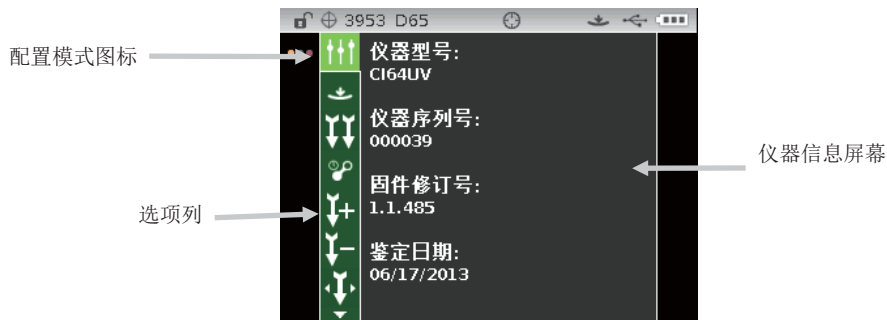 3953 D65
配置模式图标
仪器型号:
CI64UV
仪器序列号:
000039
仪器信息屏幕
固件修订号:
1.1.485
选项列
鉴定日期:
06/17/2013